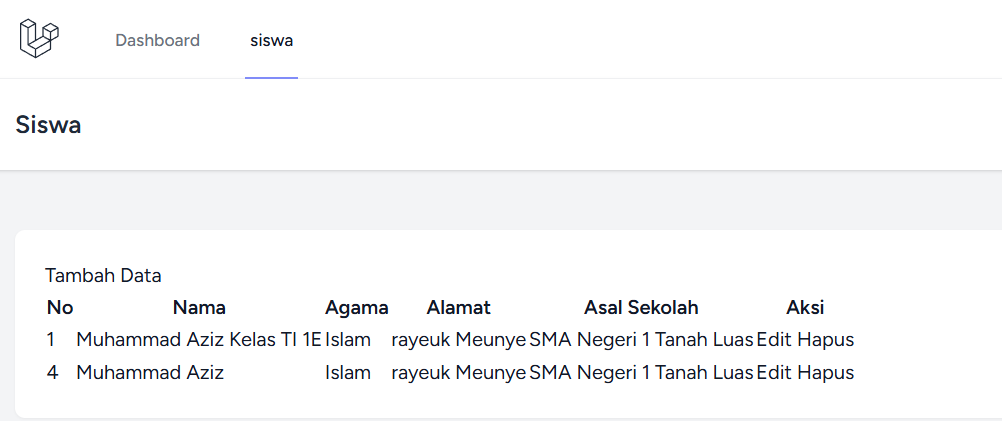 Dashboard siswa
Siswa
Tambah Data
No Nama Agama Alamat Asal Sekolah Aksi
1 Muhammad Aziz Kelas TI 1E Islam rayeuk Meunye SMA Negeri 1 Tanah Luas Edit Hapus
4 Muhammad Aziz Islam rayeuk Meunye SMA Negeri 1 Tanah Luas Edit Hapus